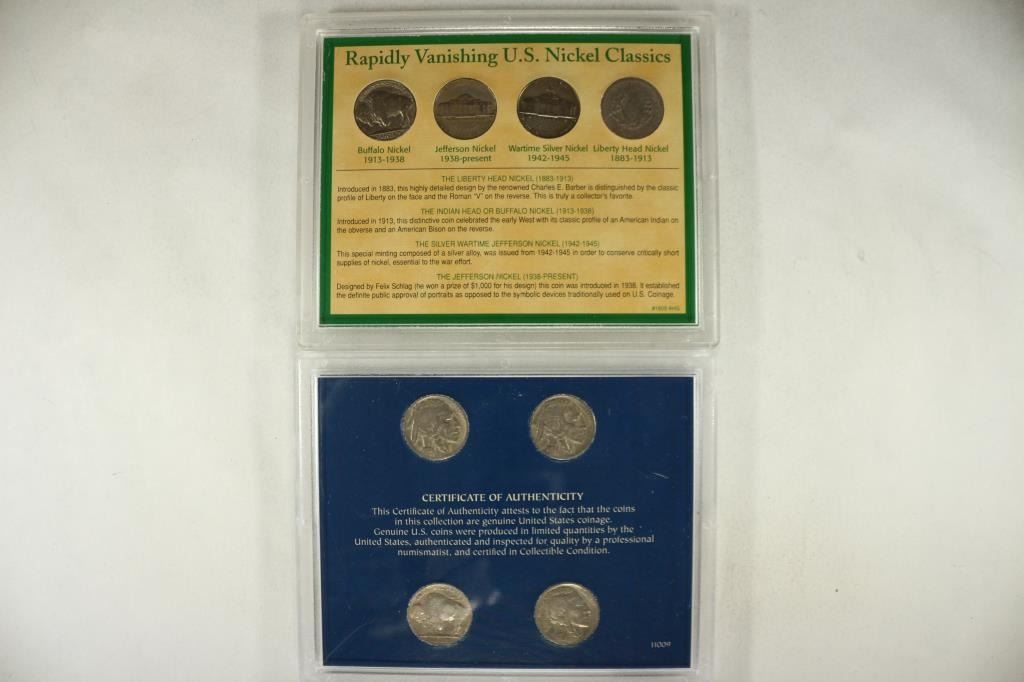 Rapidly Vanishing U.S. Nickel Classics
Buffalo Nickel Jefferson Nickel Wartime Silver Nickel Liberty Head Nickel
1913-1938 1938-present 1942-1945 1883-1913
THE LIBERTY HEAD NICKEL (1883-1913)
Introduced in 1883, this highly detailed design by the renowned Charles E. Barber is distinguished by the classic
profile of Liberty on the face and the Roman "V" on the reverse. This is truly a collector's favorite.
THE INDIAN HEAD OR BUFFALO NICKEL (1913-1938)
Introduced in 1913, this distinctive coin celebrated the early West with its classic profile of an American Indian on
the obverse and an American Bison on the reverse.
THE SILVER WARTIME JEFFERSON NICKEL (1942-1945)
This special minting composed of a silver alloy, was issued from 1942-1945 in order to conserve critically short
supplies of nickel, essential to the war effort.
THE JEFFERSON NICKEL (1938-PRESENT)
Designed by Felix Schlag (he won a prize of $1,000 for his design) this coin was introduced in 1938. It established
the definite public approval of portraits as opposed to the symbolic devices traditionally used on U.S. Coinage.
CERTIFICATE OF AUTHENTICITY
This Certificate of Authenticity attests to the fact that the coins
in this collection are genuine United States coinage.
Genuine U.S. coins were produced in limited quantities by the
United States, authenticated and inspected for quality by a professional
numismatist, and certified in Collectible Condition.
11009